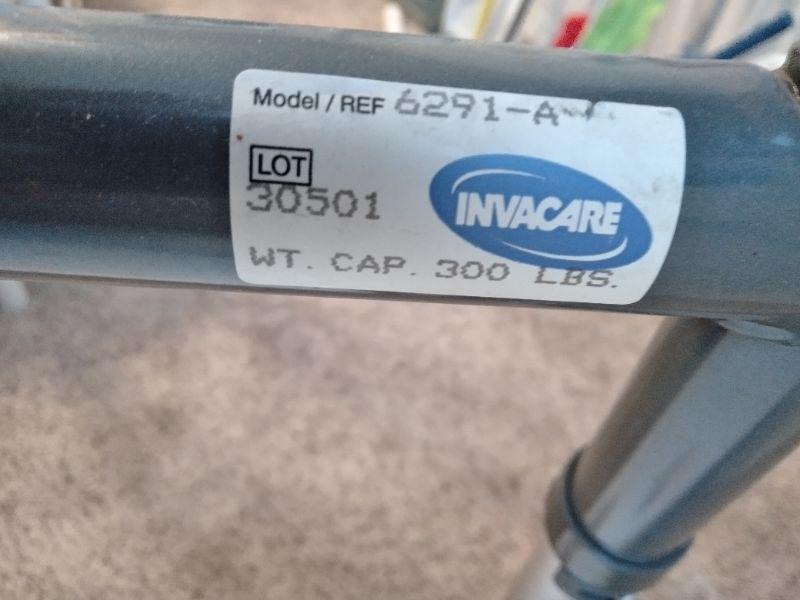 Model / REF 6291-A
LOT
30501
INVACARE
WT. CAP. 300 LBS.